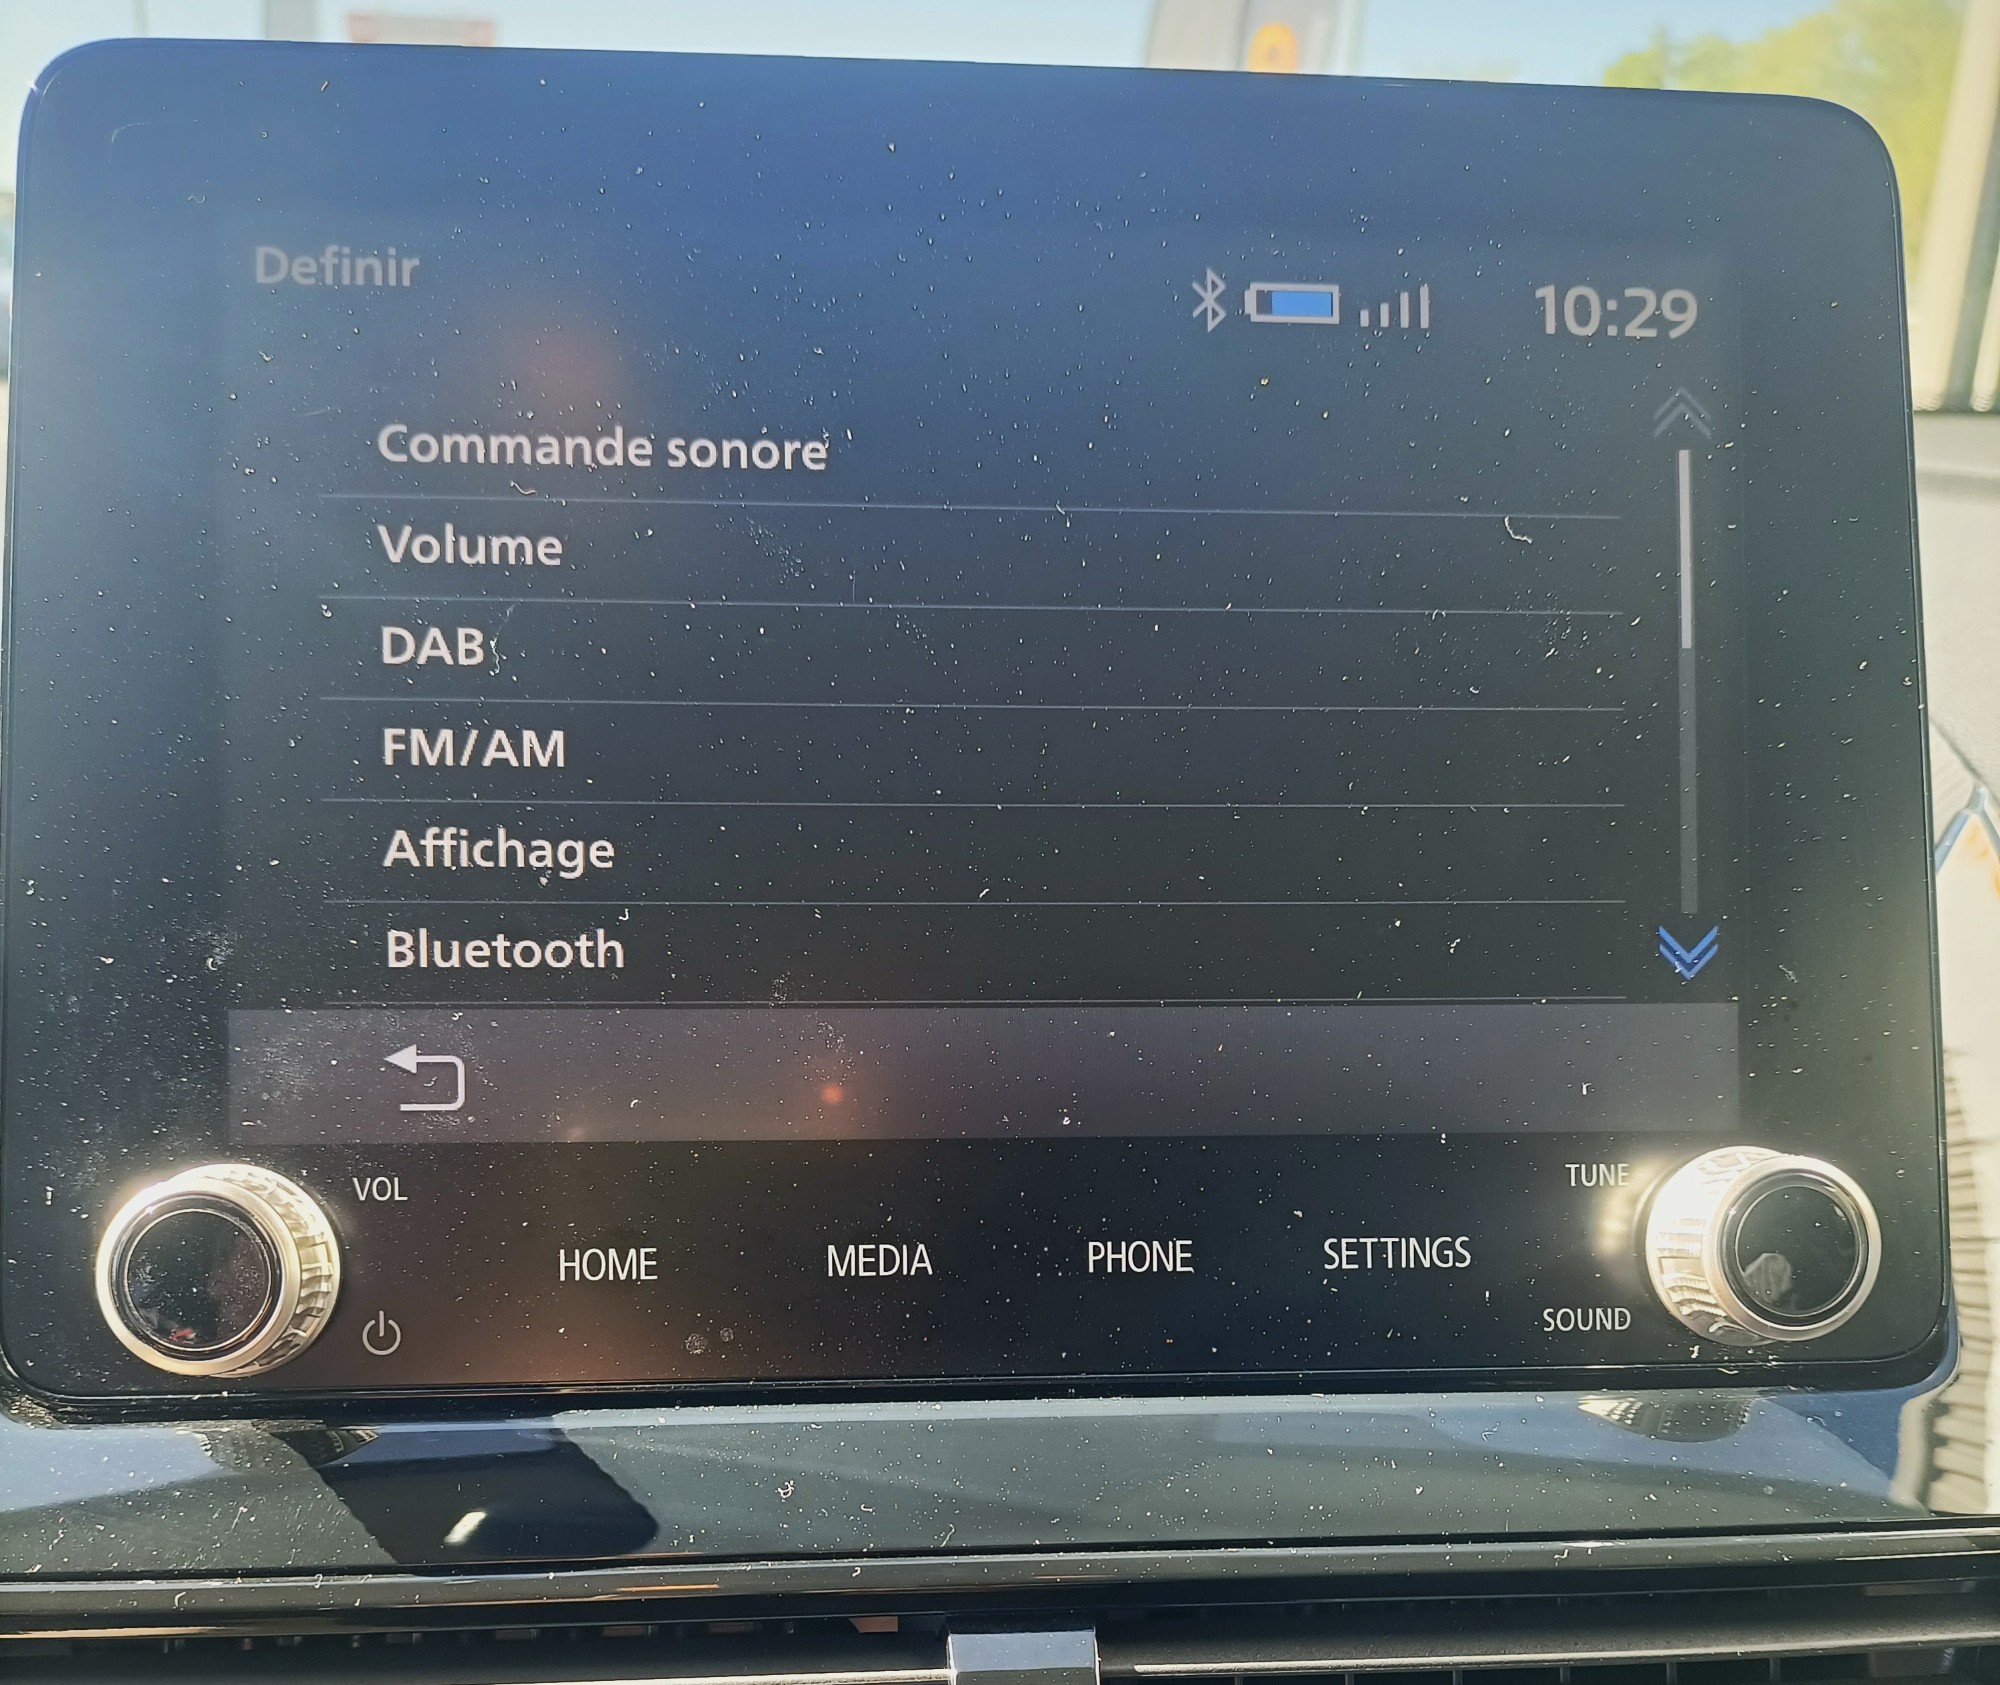 Definir
10:29
Commande sonore
Volume
DAB
FM/AM
Affichage
Bluetooth
VOL
TUNE
HOME
MEDIA
PHONE
SETTINGS
SOUND